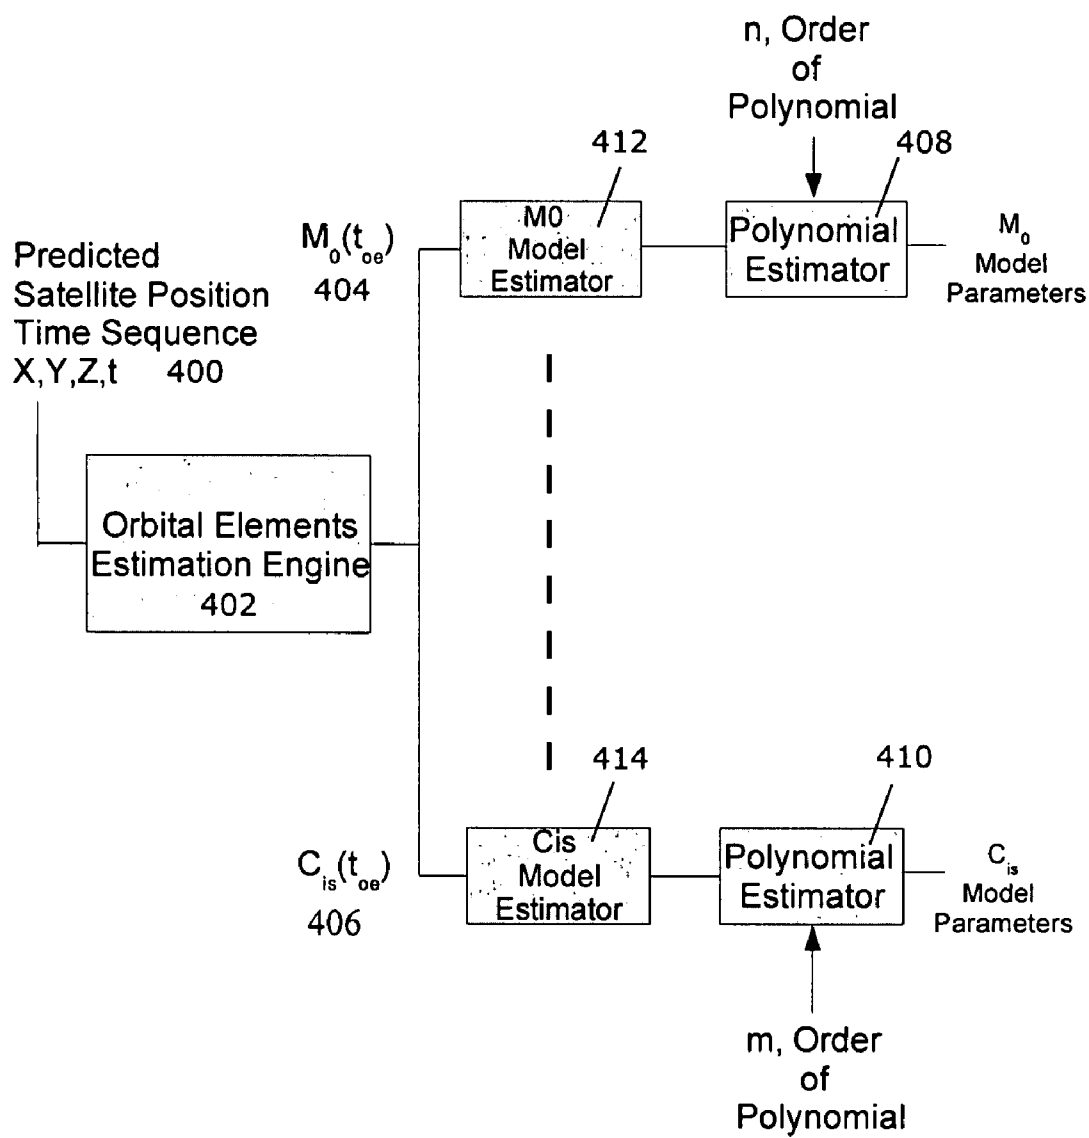 n, Order
of
Polynomial
412
408
M0
Model
Estimator
Polynomial
Estimator
M₀
Model
Parameters
M₀(tₒₑ)
404
Predicted
Satellite Position
Time Sequence
X,Y,Z,t 400
Orbital Elements
Estimation Engine
402
414
410
Cis
Model
Estimator
Polynomial
Estimator
C_is
Model
Parameters
C_is(tₒₑ)
406
m, Order
of
Polynomial